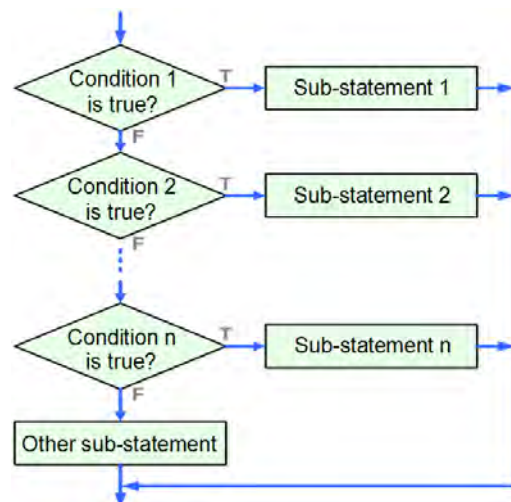 Condition 1
is true?
T
Sub-statement 1
F
Condition 2
is true?
T
Sub-statement 2
F
Condition n
is true?
T
Sub-statement n
F
Other sub-statement